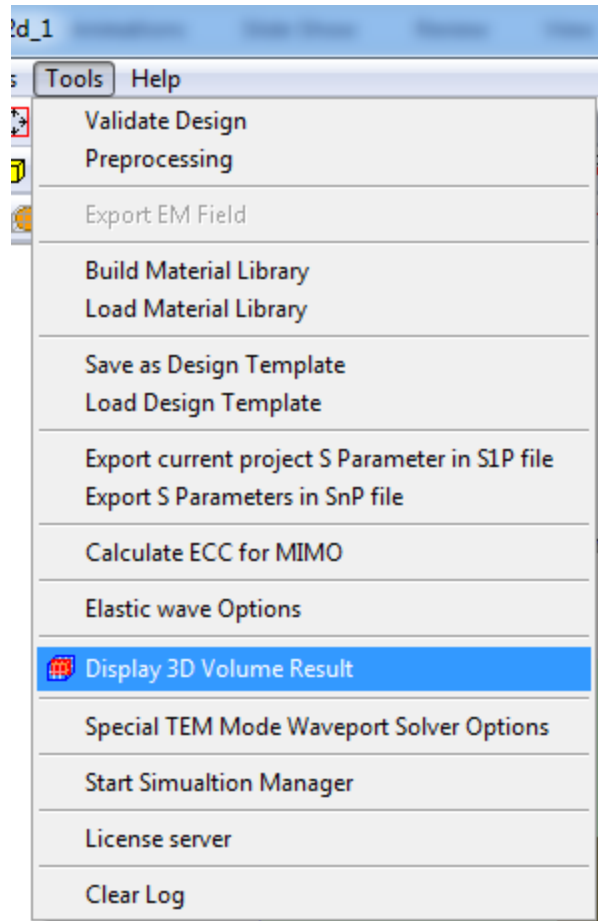 2d_1
s Tools Help
Validate Design
Preprocessing
Export EM Field
Build Material Library
Load Material Library
Save as Design Template
Load Design Template
Export current project S Parameter in S1P file
Export S Parameters in SnP file
Calculate ECC for MIMO
Elastic wave Options
Display 3D Volume Result
Special TEM Mode Waveport Solver Options
Start Simualtion Manager
License server
Clear Log